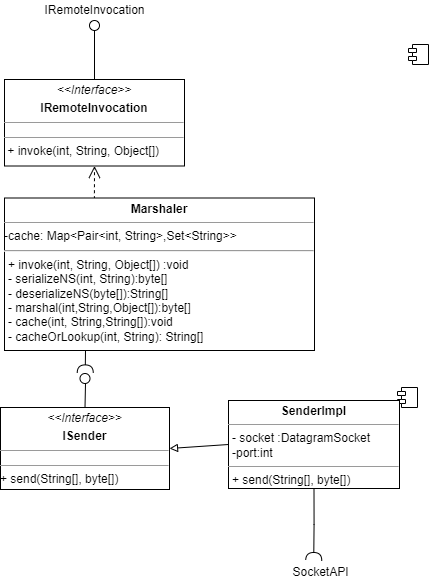 IRemoteInvocation
<<Interface>>
IRemoteInvocation
+ invoke(int, String, Object[])
Marshaler
-cache: Map<Pair<int, String>,Set<String>>
+ invoke(int, String, Object[]) :void
- serializeNS(int, String):byte[]
- deserializeNS(byte[]):String[]
- marshal(int,String,Object[]):byte[]
- cache(int, String,String[]):void
- cacheOrLookup(int, String): String[]
<<Interface>>
ISender
+ send(String[], byte[])
SenderImpl
- socket :DatagramSocket
-port:int
+ send(String[], byte[])
SocketAPI